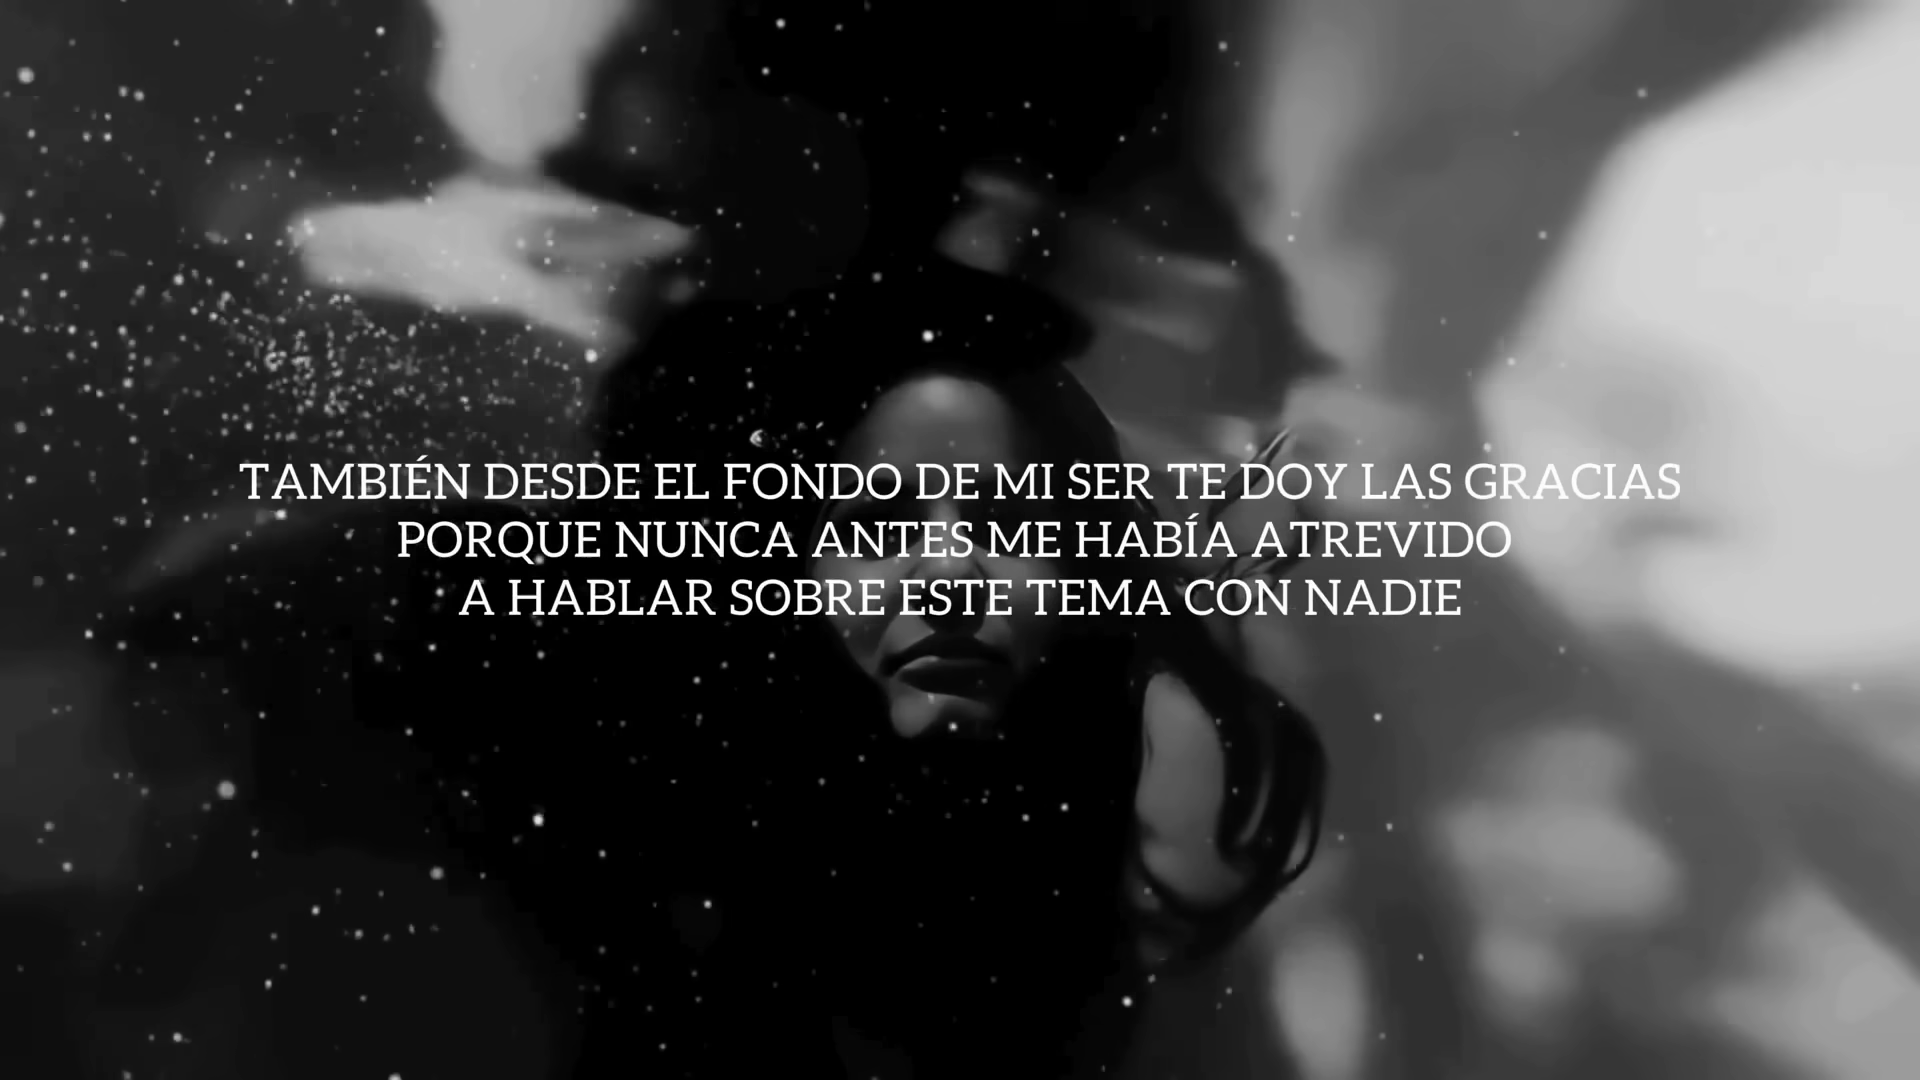 TAMBIÉN DESDE EL FONDO DE MI SER TE DOY LAS GRACIAS
PORQUE NUNCA ANTES ME HABÍA ATREVIDO
A HABLAR SOBRE ESTE TEMA CON NADIE